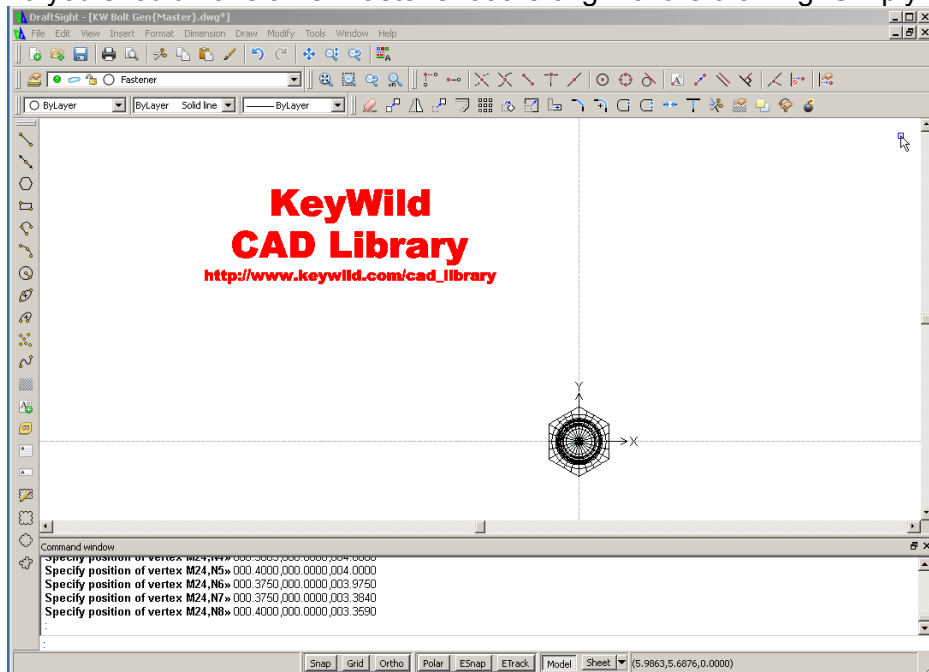 DraftSight - [KW Bolt Gen{Master}.dwg*]
File Edit View Insert Format Dimension Draw Modify Tools Window Help
Fastener
ByLayer ByLayer Solid line ByLayer
KeyWild
CAD Library
http://www.keywild.com/cad_library
Y
X
Command window
Specify position of vertex M24,N5» 000.4000,000.0000,004.0000
Specify position of vertex M24,N6» 000.3750,000.0000,003.9750
Specify position of vertex M24,N7» 000.3750,000.0000,003.3840
Specify position of vertex M24,N8» 000.4000,000.0000,003.3590
:
:
Snap Grid Ortho Polar ESnap ETrack Model Sheet (5.9863,5.6876,0.0000)